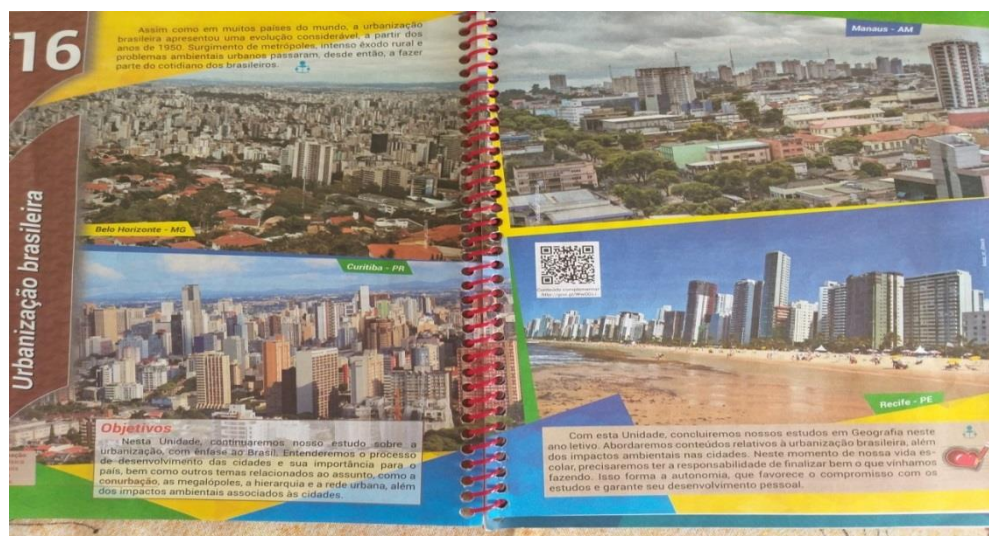 16
Urbanização brasileira
Assim como em muitos países do mundo, a urbanização
brasileira apresentou uma evolução considerável, a partir dos
anos de 1950. Surgimento de metrópoles, intenso êxodo rural e
problemas ambientais urbanos passaram, desde então, a fazer
parte do cotidiano dos brasileiros.
Belo Horizonte - MG
Curitiba - PR
Objetivos
Nesta Unidade, continuaremos nosso estudo sobre a
urbanização, com ênfase ao Brasil. Entenderemos o processo
de desenvolvimento das cidades e sua importância para o
país, bem como outros temas relacionados ao assunto, como a
conurbação, as megalópoles, a hierarquia e a rede urbana, além
dos impactos ambientais associados às cidades.
Manaus - AM
Recife - PE
Com esta Unidade, concluiremos nossos estudos em Geografia neste
ano letivo. Abordaremos conteúdos relativos à urbanização brasileira, além
dos impactos ambientais nas cidades. Neste momento de nossa vida es-
colar, precisaremos ter a responsabilidade de finalizar bem o que vínhamos
fazendo. Isso forma a autonomia, que favorece o compromisso com os
estudos e garante seu desenvolvimento pessoal.